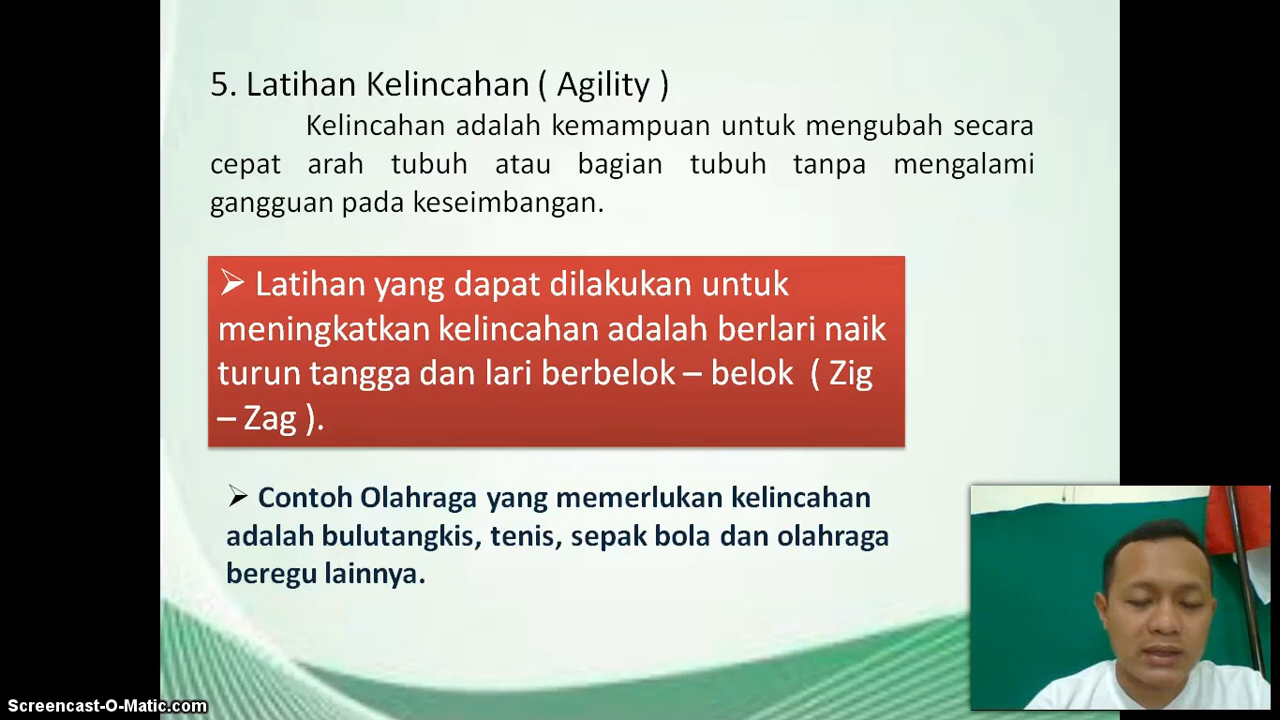 5. Latihan Kelincahan ( Agility )
Kelincahan adalah kemampuan untuk mengubah secara
cepat arah tubuh atau bagian tubuh tanpa mengalami
gangguan pada keseimbangan.
➢ Latihan yang dapat dilakukan untuk
meningkatkan kelincahan adalah berlari naik
turun tangga dan lari berbelok – belok ( Zig
– Zag ).
➢ Contoh Olahraga yang memerlukan kelincahan
adalah bulutangkis, tenis, sepak bola dan olahraga
beregu lainnya.
Screencast-O-Matic.com